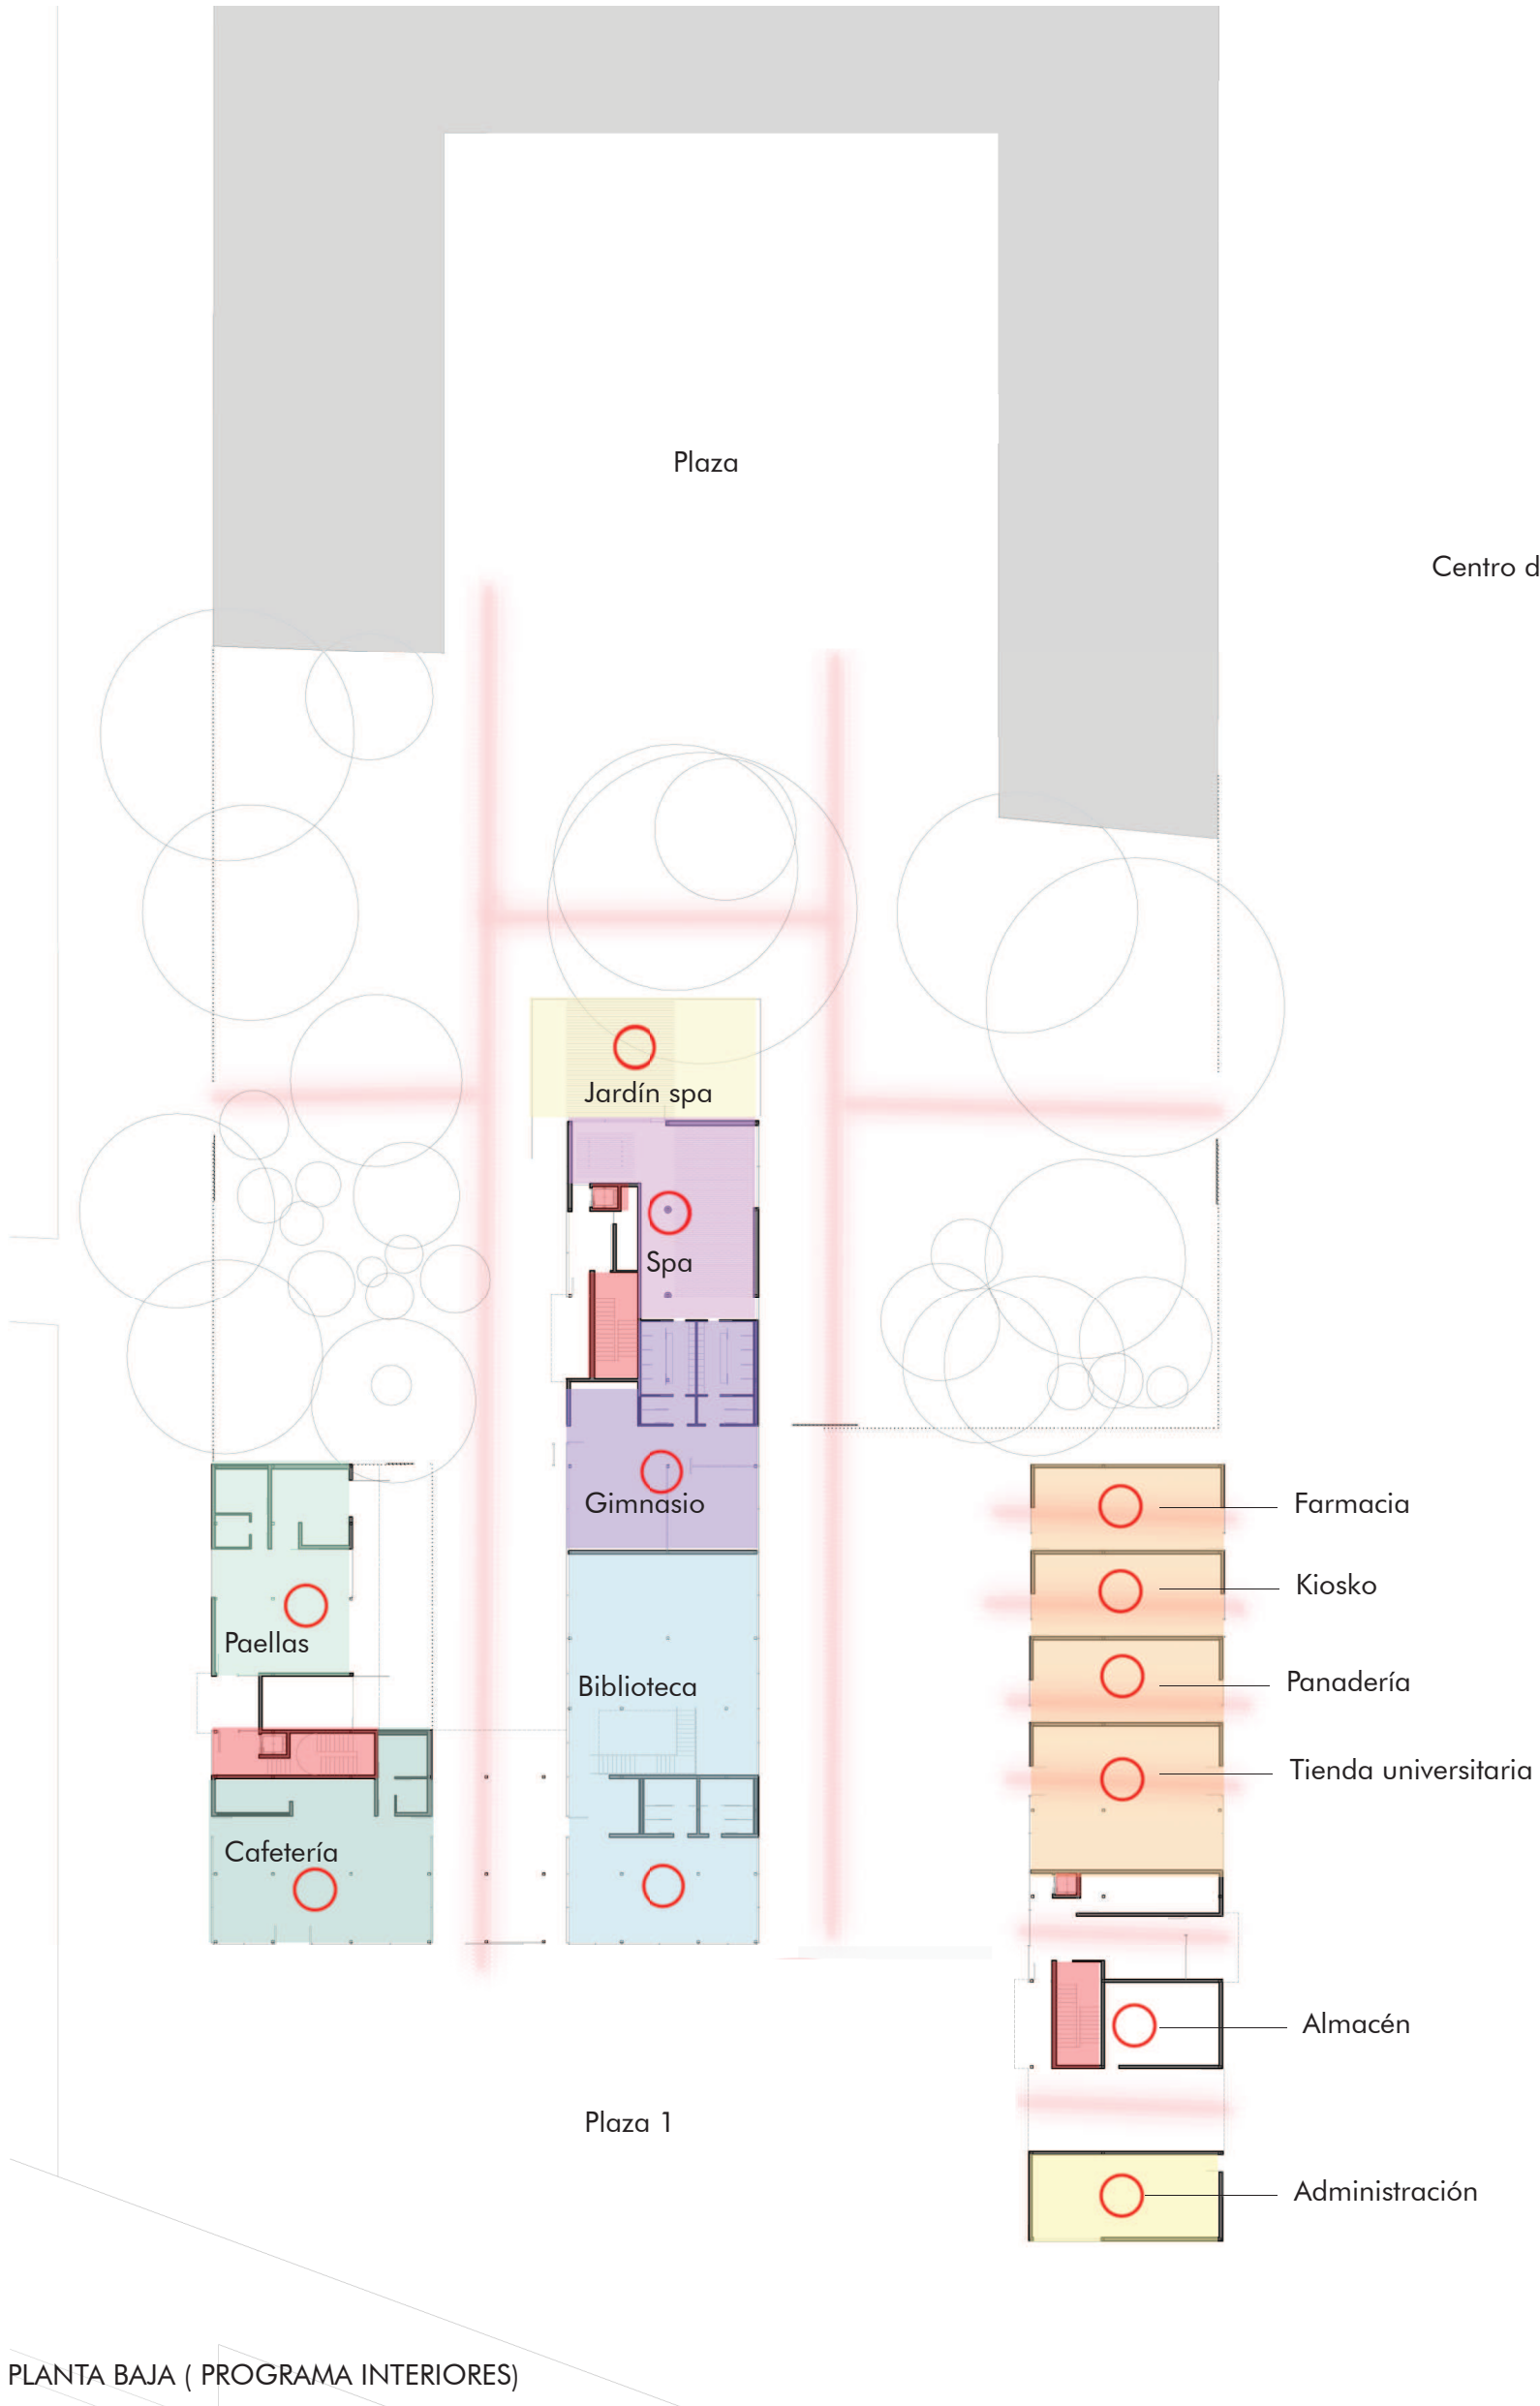 Plaza
Centro d
Jardín spa
Spa
Gimnasio
Farmacia
Kiosko
Paellas
Biblioteca
Panadería
Tienda universitaria
Cafetería
Almacén
Plaza 1
Administración
PLANTA BAJA ( PROGRAMA INTERIORES)